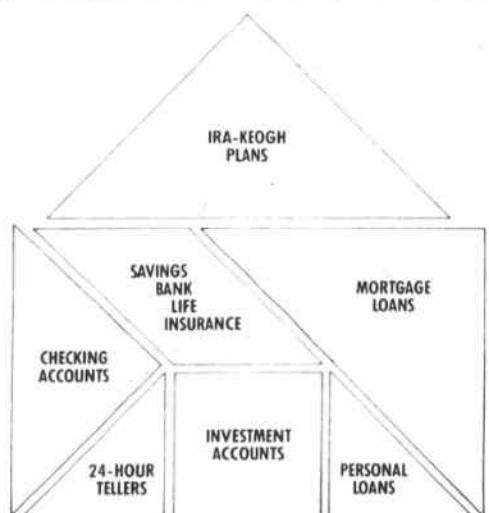 IRA-KEOGH
PLANS
SAVINGS
BANK
LIFE
INSURANCE
MORTGAGE
LOANS
CHECKING
ACCOUNTS
INVESTMENT
ACCOUNTS
24-HOUR
TELLERS
PERSONAL
LOANS